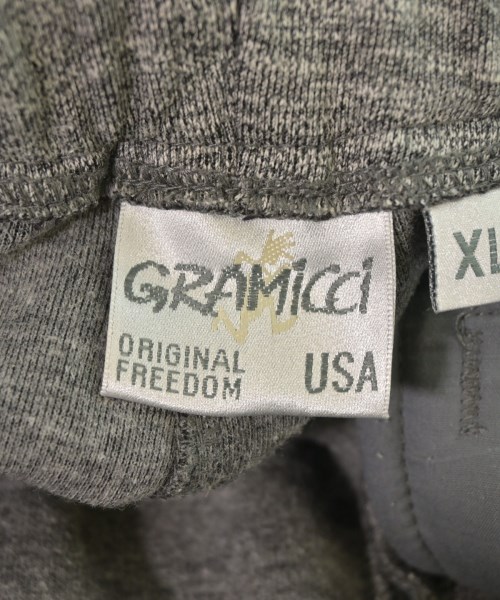 GRAMiCCi
ORIGINAL
FREEDOM
USA
XL